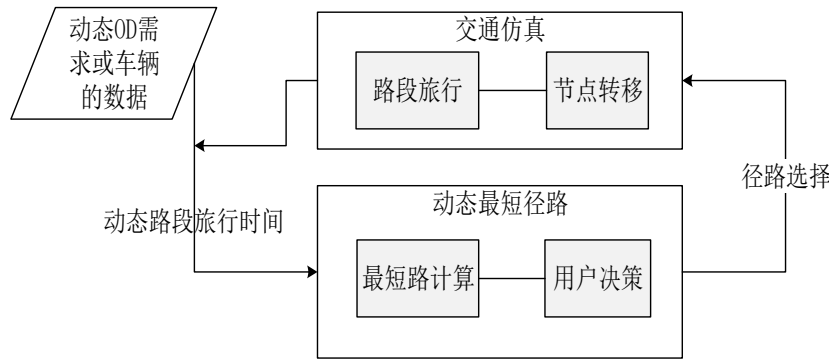 动态OD需
求或车辆
的数据
交通仿真
路段旅行
节点转移
径路选择
动态路段旅行时间
动态最短径路
最短路计算
用户决策